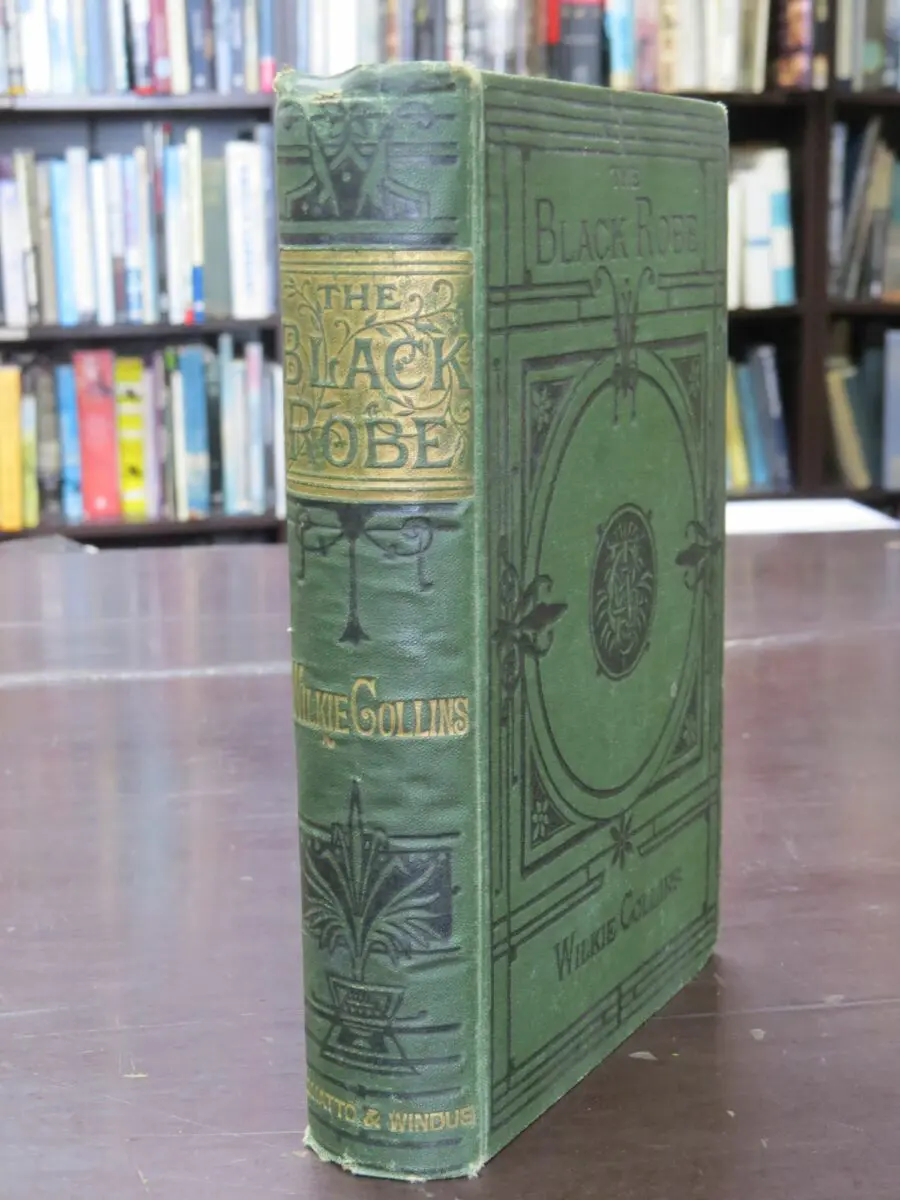 THE
BLACK
ROBE
WILKIE COLLINS
CHATTO & WINDUS
THE
BLACK ROBE
WILKIE COLLINS